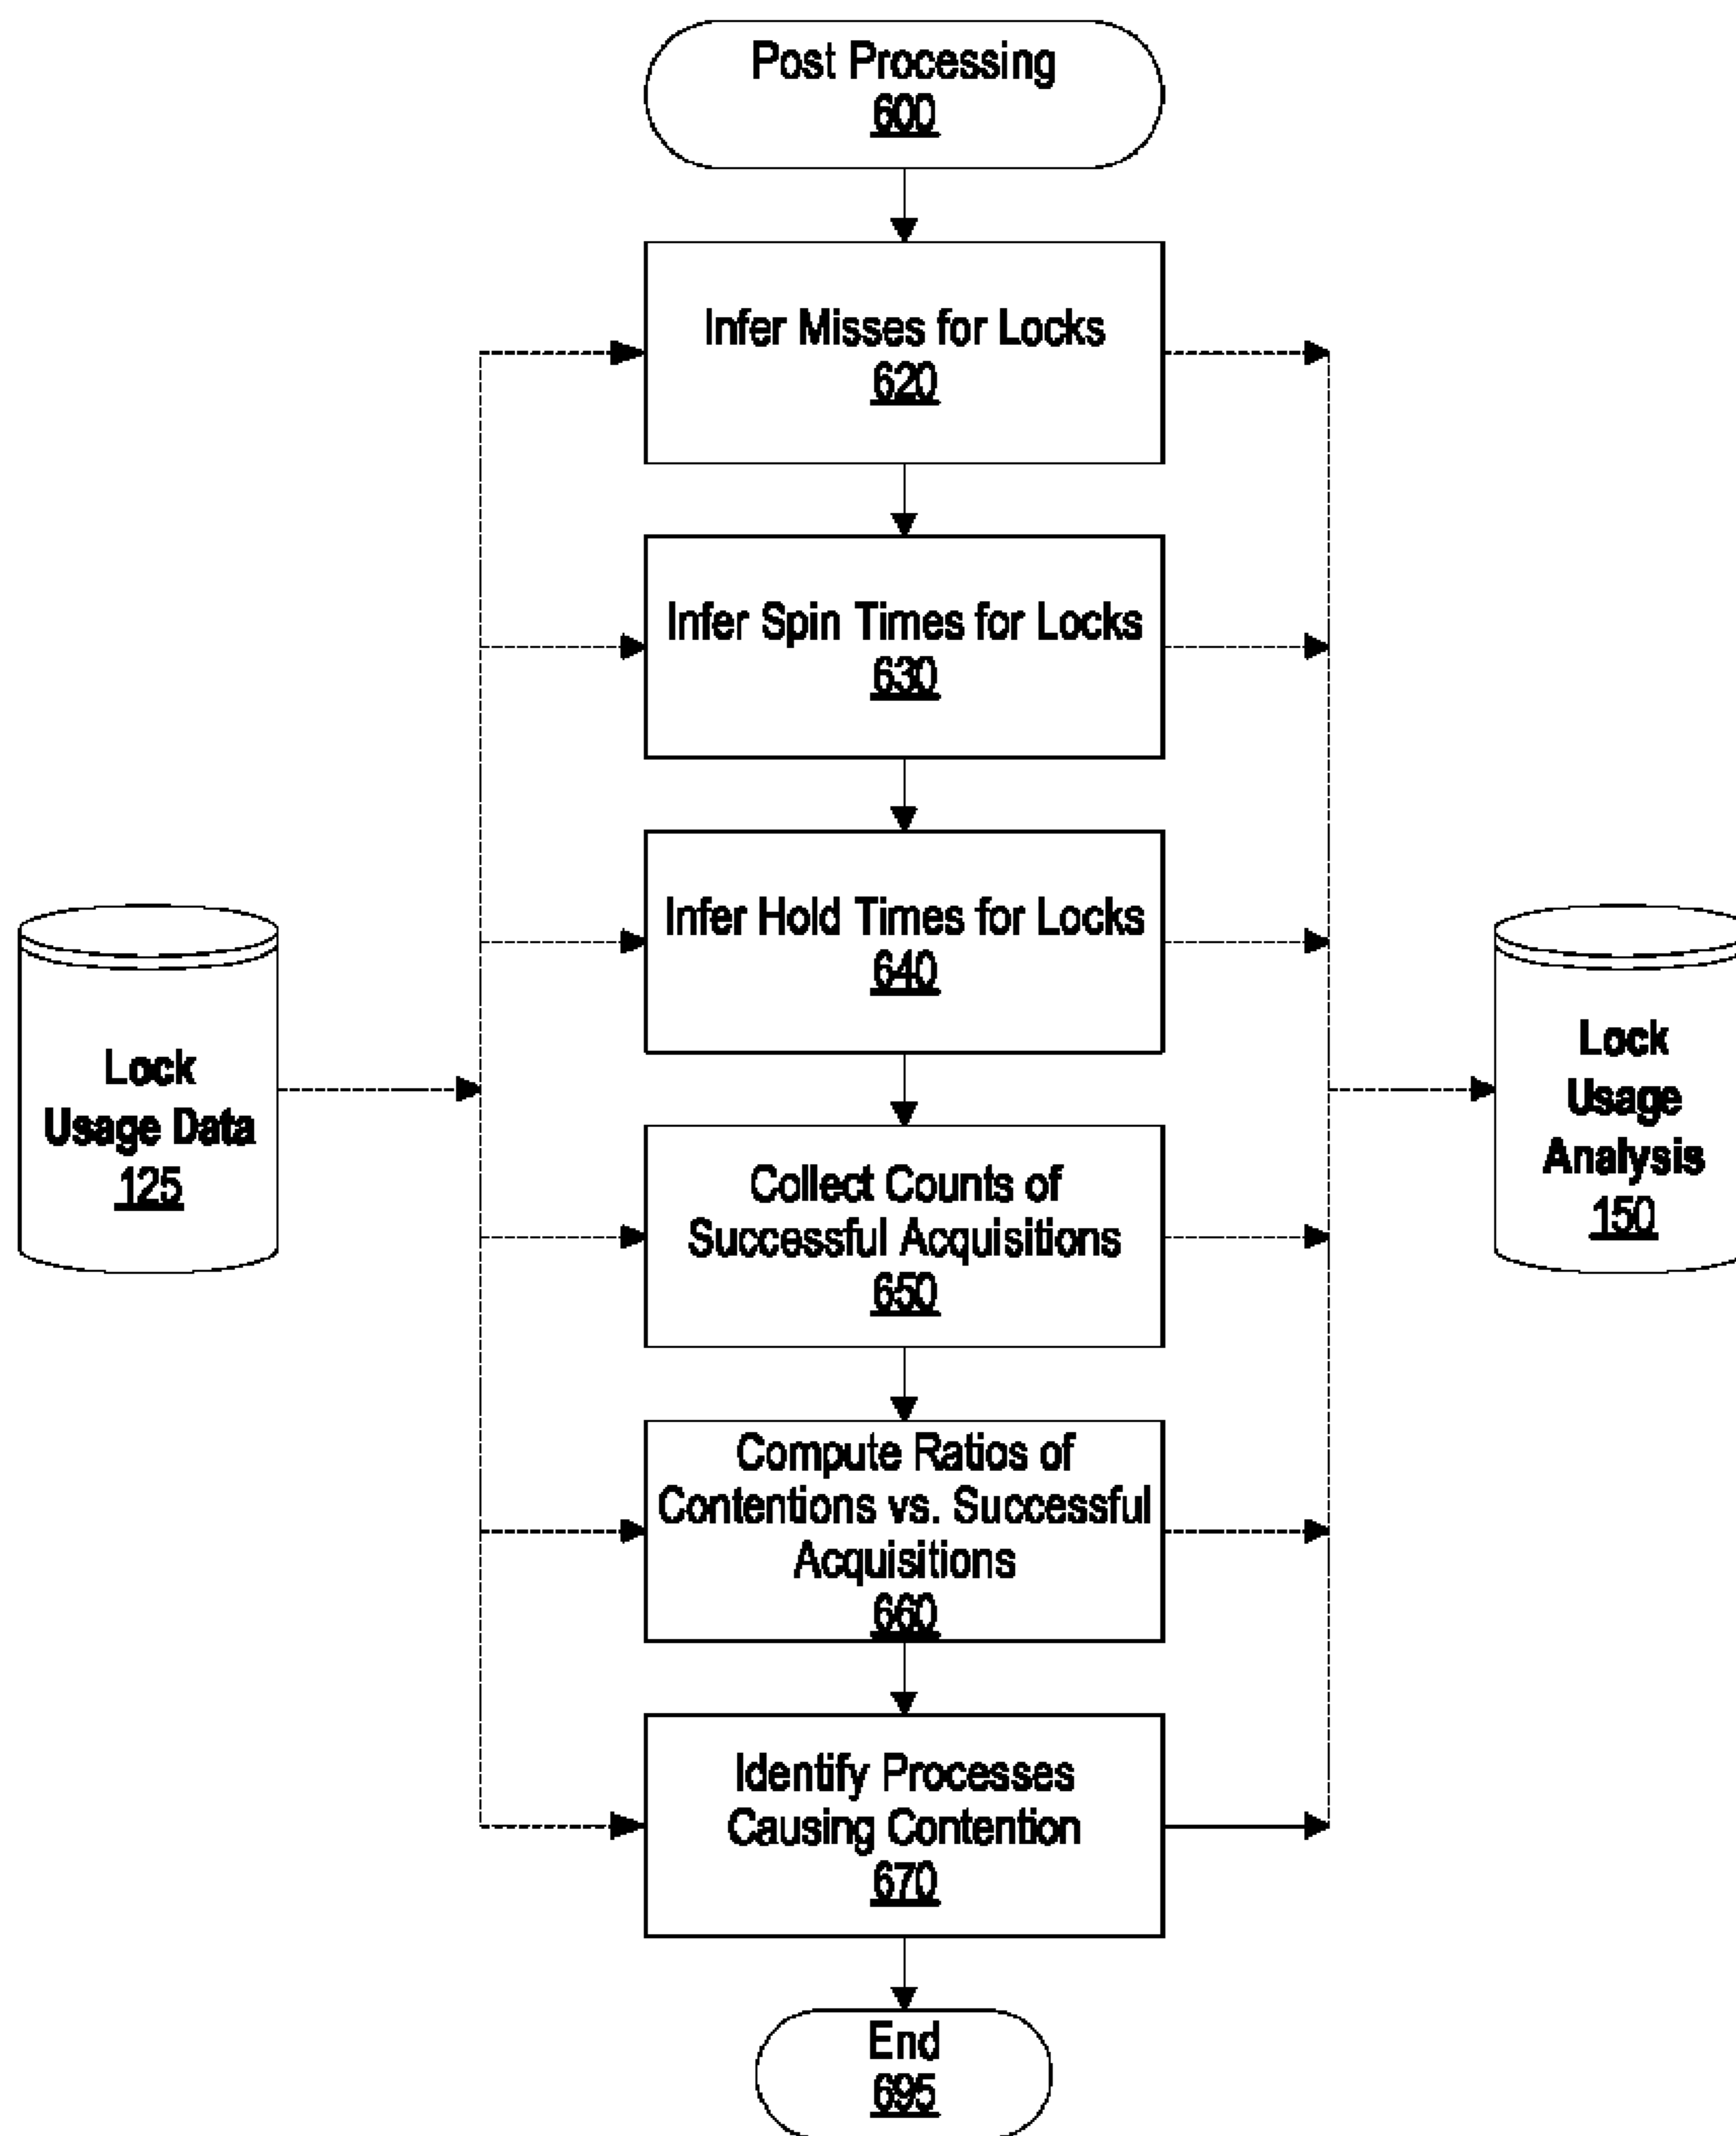 Post Processing
600
Infer Misses for Locks
620
Infer Spin Times for Locks
630
Infer Hold Times for Locks
640
Lock
Usage Data
125
Lock
Usage
Analysis
150
Collect Counts of
Successful Acquisitions
650
Compute Ratios of
Contentions vs. Successful
Acquisitions
660
Identify Processes
Causing Contention
670
End
695